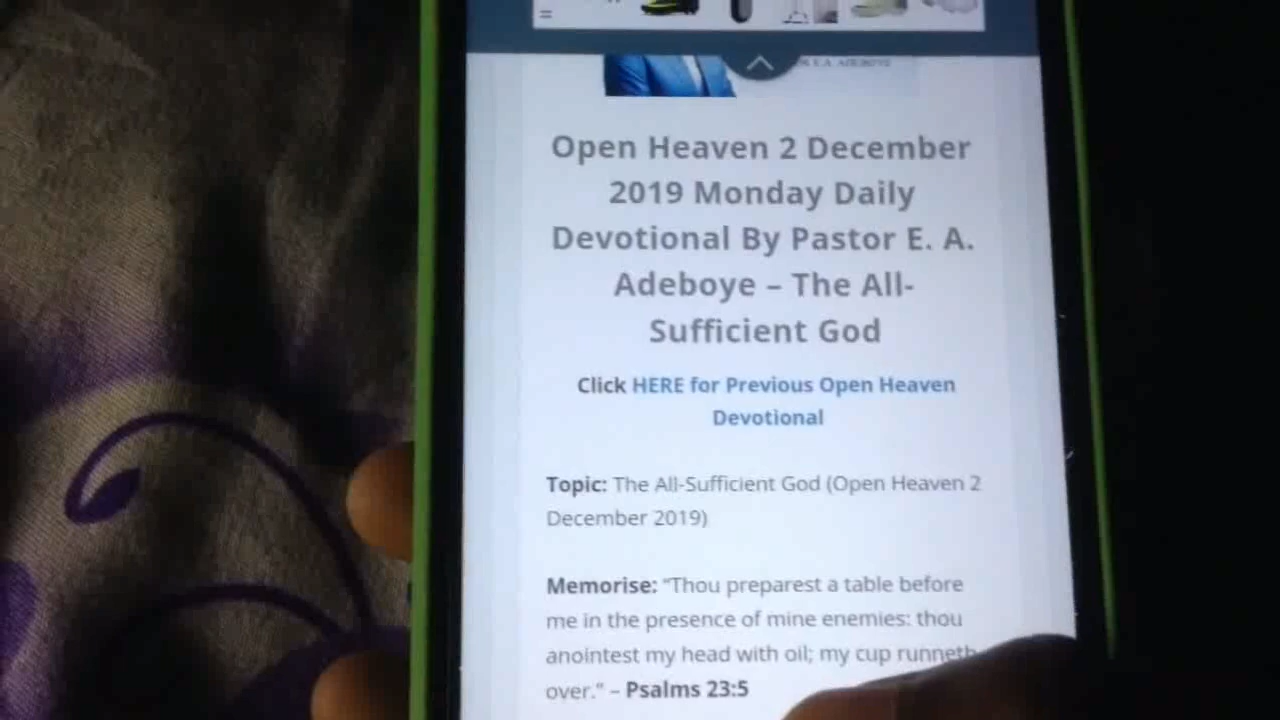 E.A. ADEBOYE
Open Heaven 2 December
2019 Monday Daily
Devotional By Pastor E. A.
Adeboye – The All-
Sufficient God
Click HERE for Previous Open Heaven
Devotional
Topic: The All-Sufficient God (Open Heaven 2
December 2019)
Memorise: “Thou preparest a table before
me in the presence of mine enemies: thou
anointest my head with oil; my cup runneth
over.” – Psalms 23:5